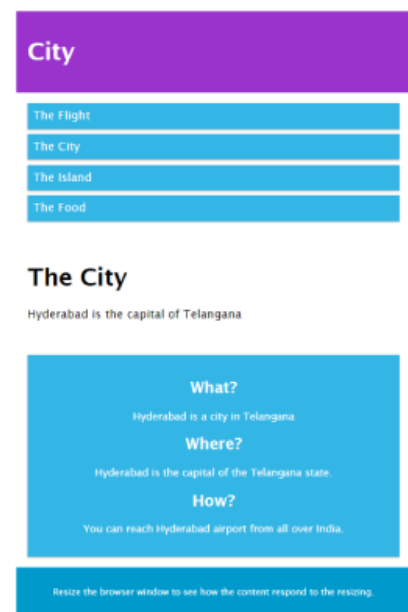 City
The Flight
The City
The Island
The Food
The City
Hyderabad is the capital of Telangana
What?
Hyderabad is a city in Telangana
Where?
Hyderabad is the capital of the Telangana state.
How?
You can reach Hyderabad airport from all over India.
Resize the browser window to see how the content respond to the resizing.